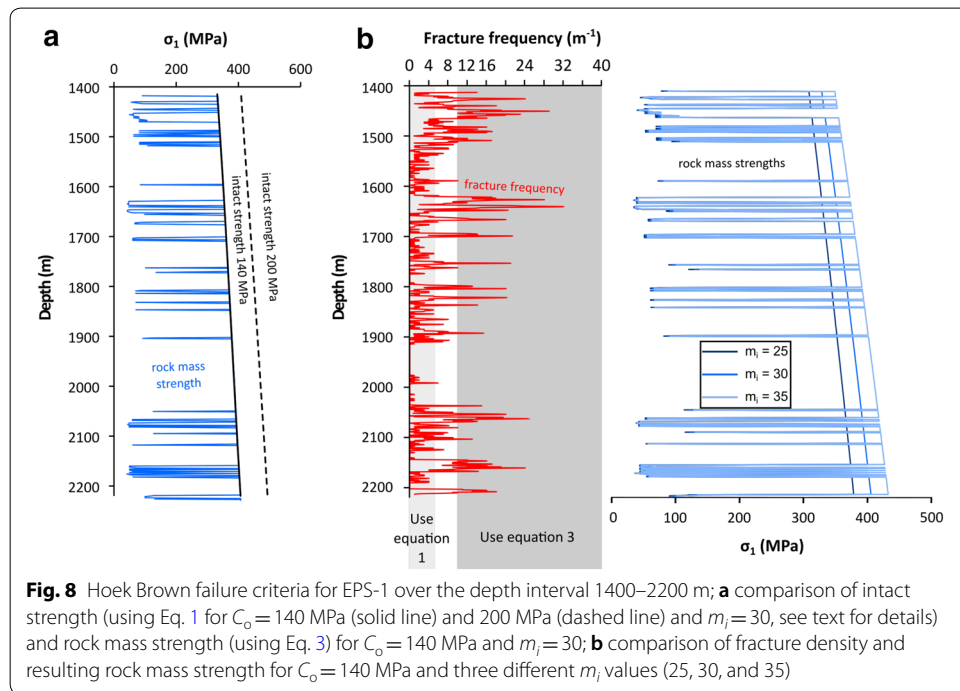 a
σ₁ (MPa)
0 200 400 600
Depth (m)
1400
1500
1600
1700
1800
1900
2000
2100
2200
intact strength 140 MPa
intact strength 200 MPa
rock mass
strength
b
Fracture frequency (m⁻¹)
0 4 8 12 16 24 32 40
Depth (m)
1400
1500
1600
1700
1800
1900
2000
2100
2200
fracture frequency
Use
equation
1
Use equation 3
rock mass strengths
mᵢ = 25
mᵢ = 30
mᵢ = 35
0 100 200 300 400 500
σ₁ (MPa)
Fig. 8 Hoek Brown failure criteria for EPS-1 over the depth interval 1400–2200 m; a comparison of intact
strength (using Eq. 1 for Cₒ = 140 MPa (solid line) and 200 MPa (dashed line) and mᵢ = 30, see text for details)
and rock mass strength (using Eq. 3) for Cₒ = 140 MPa and mᵢ = 30; b comparison of fracture density and
resulting rock mass strength for Cₒ = 140 MPa and three different mᵢ values (25, 30, and 35)